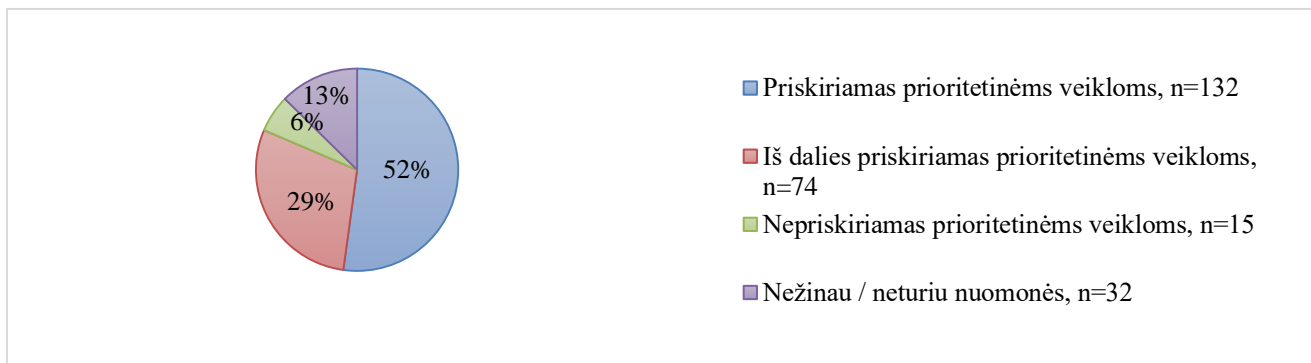 13%
6%
52%
29%
Priskiriamas prioritetinėms veikloms, n=132
Iš dalies priskiriamas prioritetinėms veikloms,
n=74
Nepriskiriamas prioritetinėms veikloms, n=15
Nežinau / neturiu nuomonės, n=32